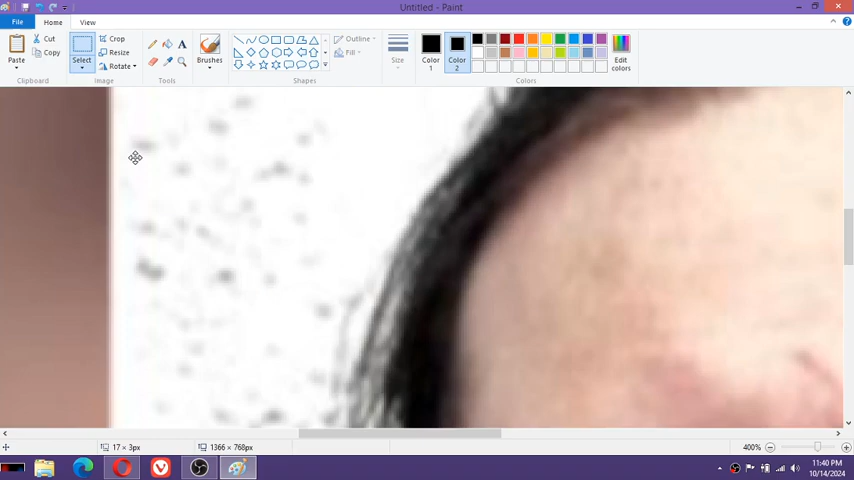 Untitled - Paint
File Home View
Paste
Cut
Copy
Clipboard
Select
Crop
Resize
Rotate
Image
A
Tools
Brushes
Outline
Fill
Shapes
Size
Color 1
Color 2
Edit colors
Colors
17 × 3px
1366 × 768px
400%
11:40 PM
10/14/2024